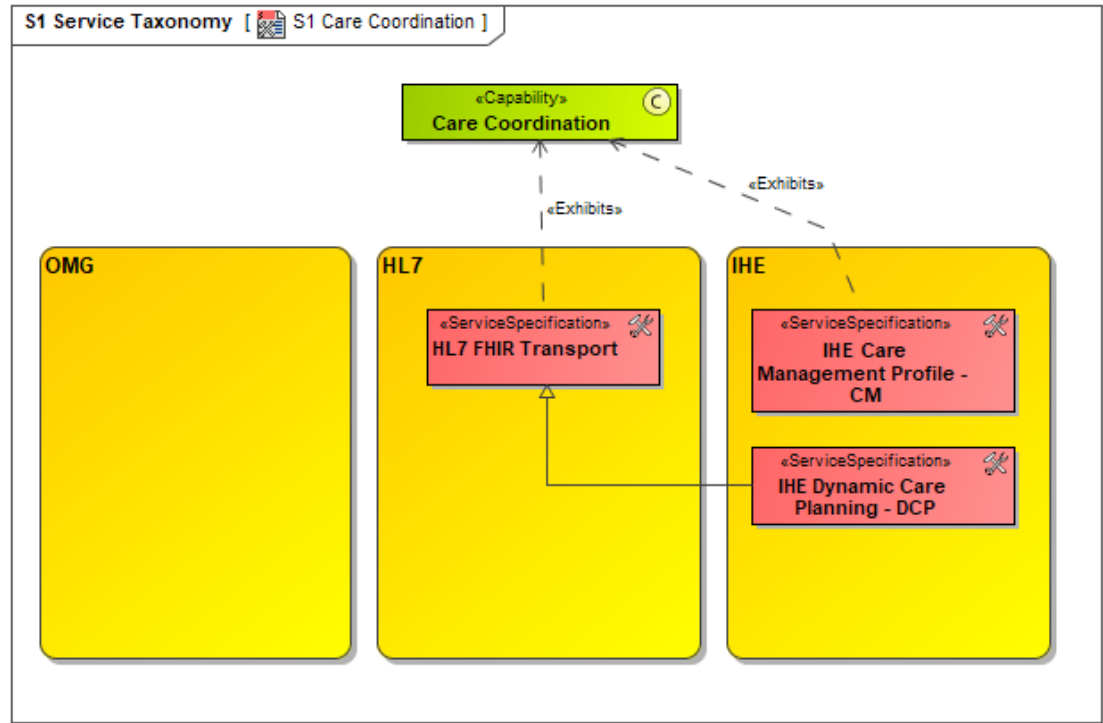 S1 Service Taxonomy [ S1 Care Coordination ]
«Capability»
C
Care Coordination
«Exhibits»
«Exhibits»
OMG
HL7
IHE
«ServiceSpecification»
HL7 FHIR Transport
«ServiceSpecification»
IHE Care
Management Profile -
CM
«ServiceSpecification»
IHE Dynamic Care
Planning - DCP